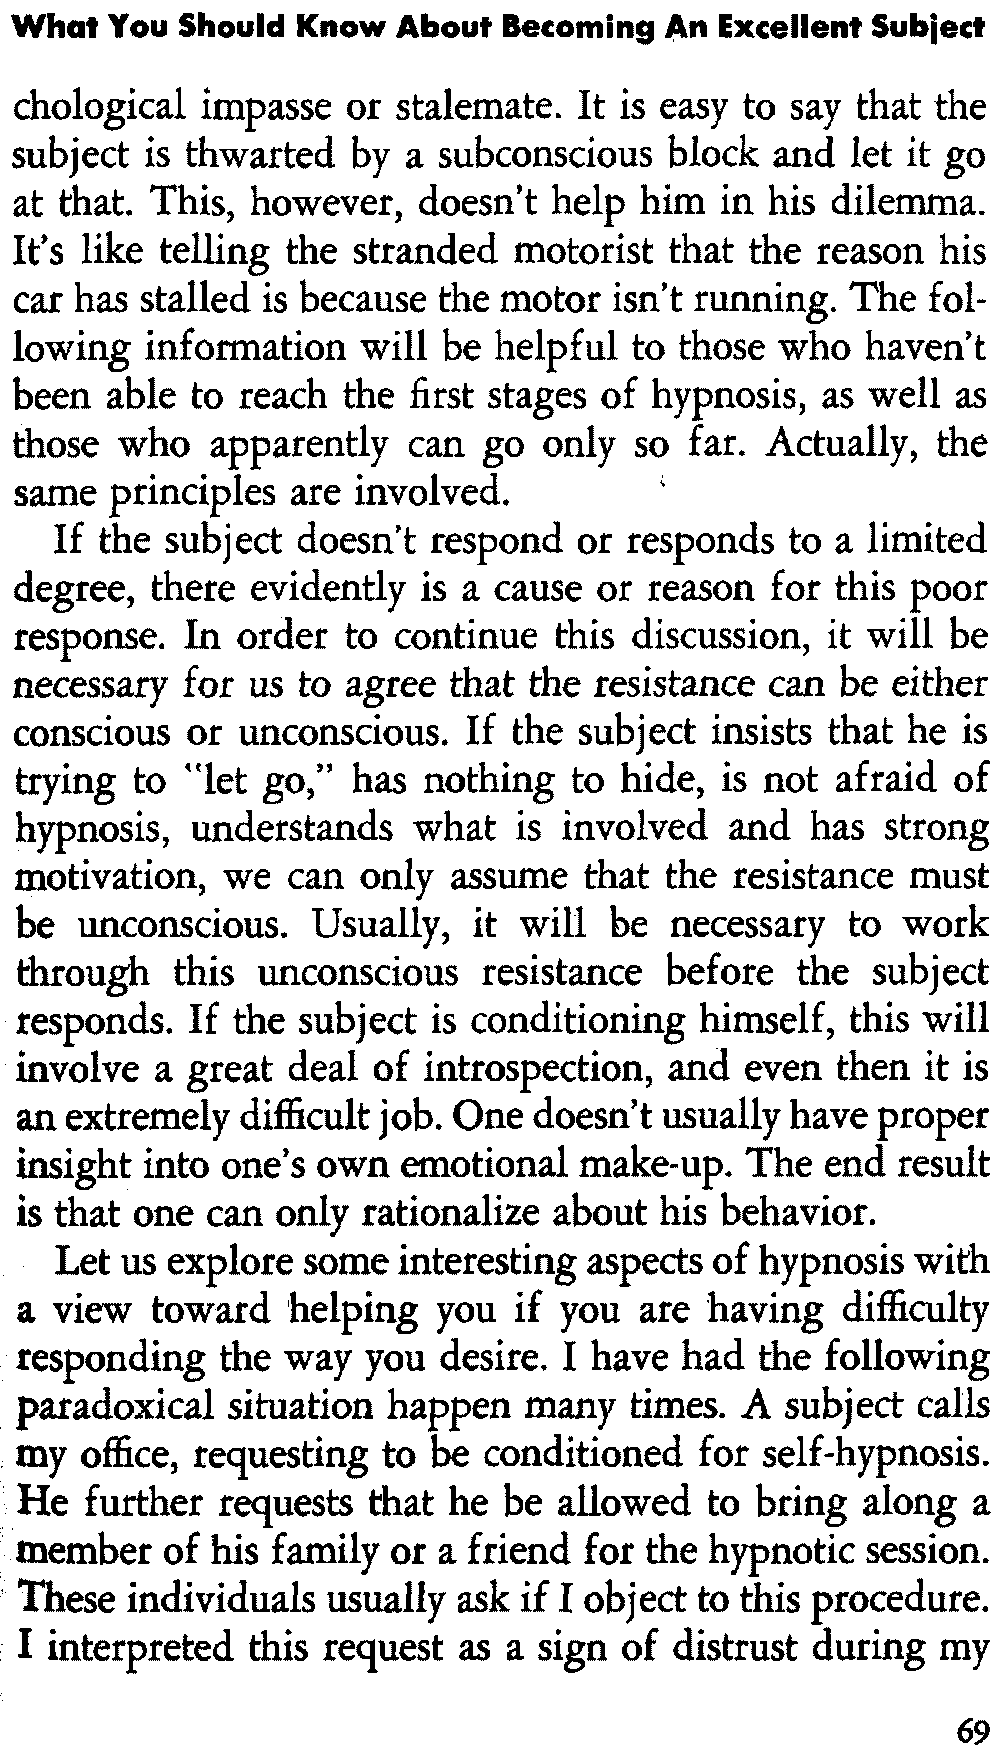 What You Should Know About Becoming An Excellent Subject
chological impasse or stalemate. It is easy to say that the
subject is thwarted by a subconscious block and let it go
at that. This, however, doesn't help him in his dilemma.
It's like telling the stranded motorist that the reason his
car has stalled is because the motor isn't running. The fol-
lowing information will be helpful to those who haven't
been able to reach the first stages of hypnosis, as well as
those who apparently can go only so far. Actually, the
same principles are involved.
If the subject doesn't respond or responds to a limited
degree, there evidently is a cause or reason for this poor
response. In order to continue this discussion, it will be
necessary for us to agree that the resistance can be either
conscious or unconscious. If the subject insists that he is
trying to "let go," has nothing to hide, is not afraid of
hypnosis, understands what is involved and has strong
motivation, we can only assume that the resistance must
be unconscious. Usually, it will be necessary to work
through this unconscious resistance before the subject
responds. If the subject is conditioning himself, this will
involve a great deal of introspection, and even then it is
an extremely difficult job. One doesn't usually have proper
insight into one's own emotional make-up. The end result
is that one can only rationalize about his behavior.
Let us explore some interesting aspects of hypnosis with
a view toward helping you if you are having difficulty
responding the way you desire. I have had the following
paradoxical situation happen many times. A subject calls
my office, requesting to be conditioned for self-hypnosis.
He further requests that he be allowed to bring along a
member of his family or a friend for the hypnotic session.
These individuals usually ask if I object to this procedure.
I interpreted this request as a sign of distrust during my
69